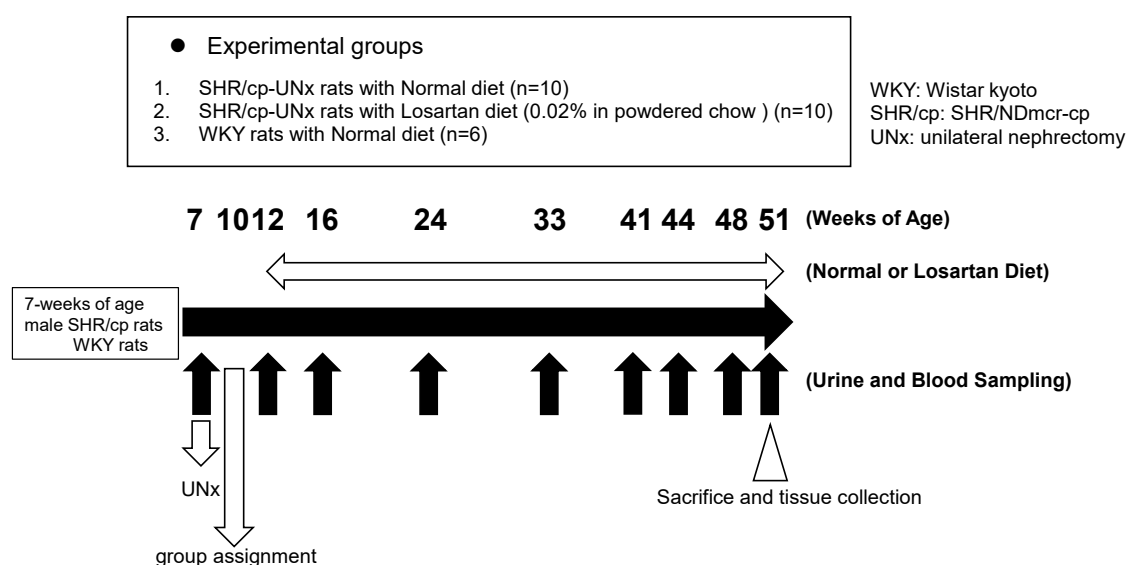 ● Experimental groups
1. SHR/cp-UNx rats with Normal diet (n=10)
2. SHR/cp-UNx rats with Losartan diet (0.02% in powdered chow ) (n=10)
3. WKY rats with Normal diet (n=6)
WKY: Wistar kyoto
SHR/cp: SHR/NDmcr-cp
UNx: unilateral nephrectomy
7 10 12 16 24 33 41 44 48 51 (Weeks of Age)
(Normal or Losartan Diet)
7-weeks of age
male SHR/cp rats
WKY rats
(Urine and Blood Sampling)
UNx
Sacrifice and tissue collection
group assignment